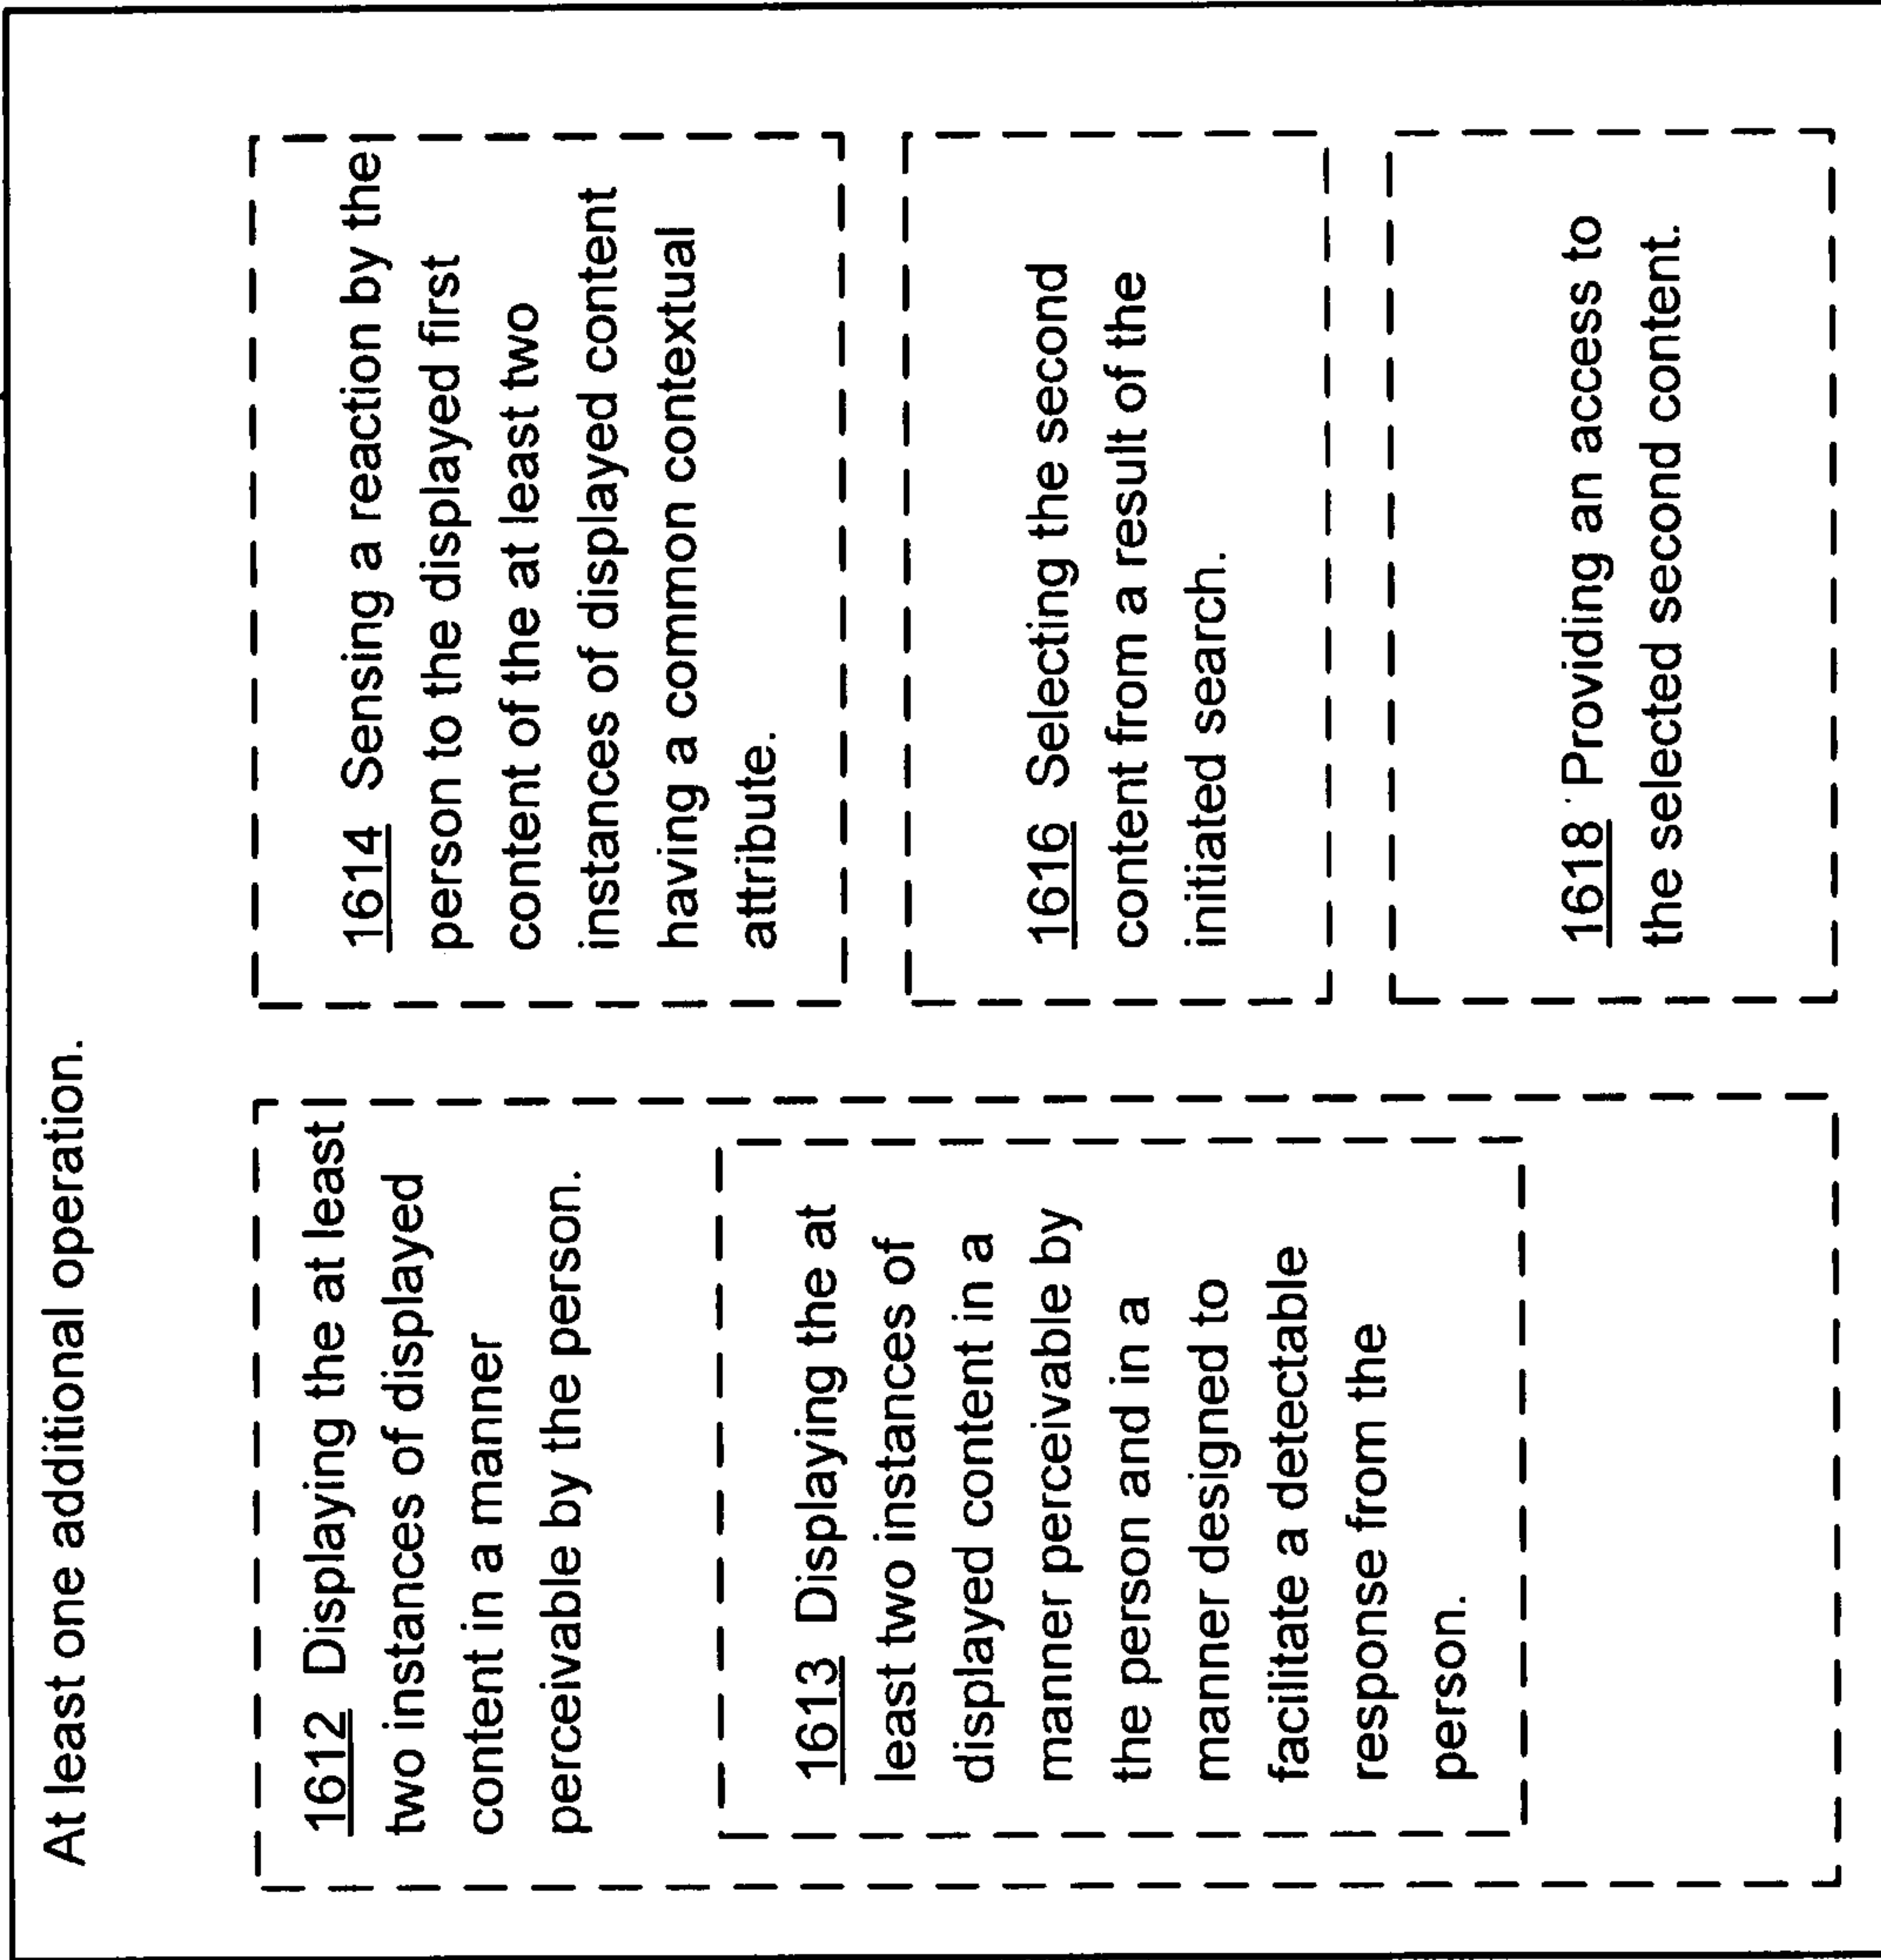 At least one additional operation.
1612 Displaying the at least
two instances of displayed
content in a manner
perceivable by the person.
1613 Displaying the at
least two instances of
displayed content in a
manner perceivable by
the person and in a
manner designed to
facilitate a detectable
response from the
person.
1614 Sensing a reaction by the
person to the displayed first
content of the at least two
instances of displayed content
having a common contextual
attribute.
1616 Selecting the second
content from a result of the
initiated search.
1618 Providing an access to
the selected second content.